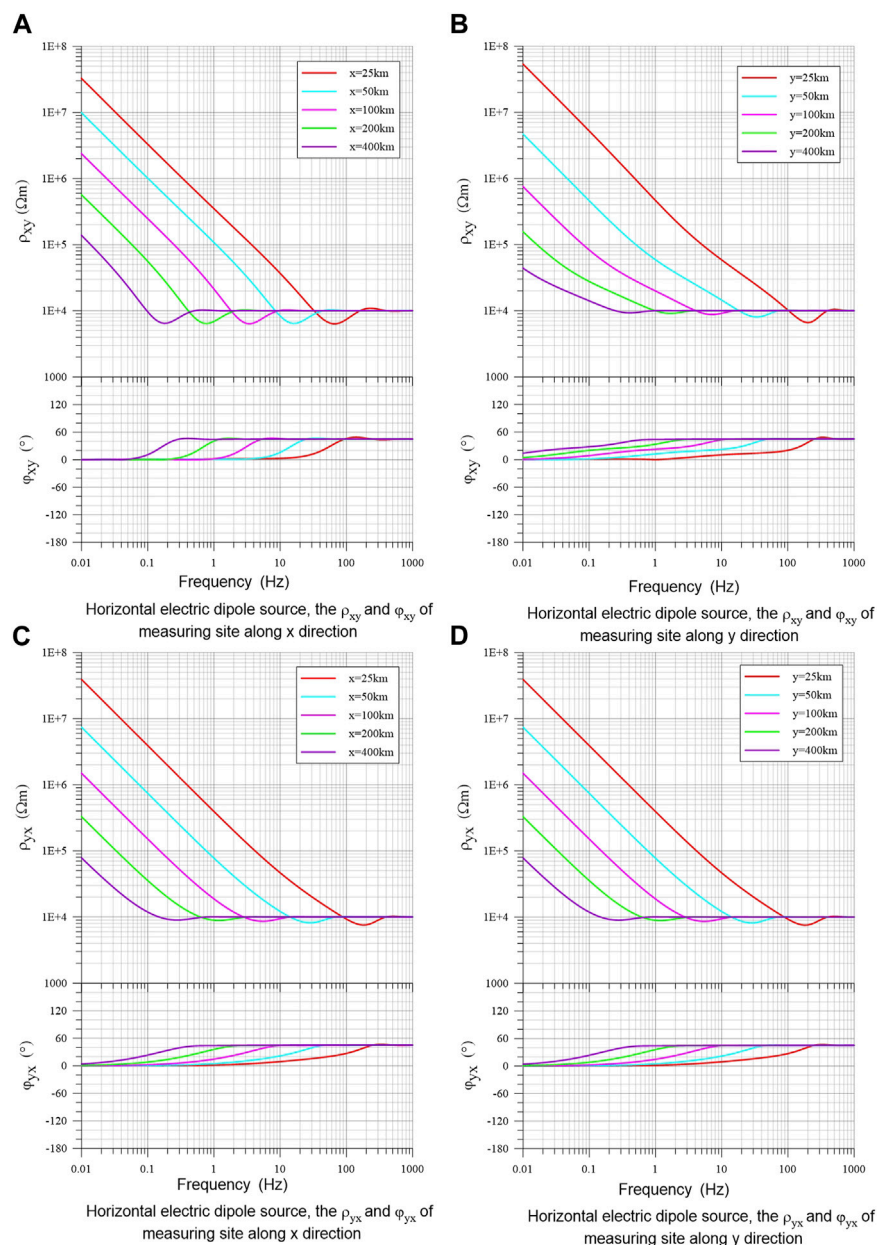 A
1E+8
1E+7
1E+6
1E+5
1E+4
1000
ρxy (Ωm)
x=25km
x=50km
x=100km
x=200km
x=400km
120
60
0
-60
-120
-180
φxy (°)
0.01 0.1 1 10 100 1000
Frequency (Hz)
Horizontal electric dipole source, the ρxy and φxy of
measuring site along x direction
B
1E+8
1E+7
1E+6
1E+5
1E+4
1000
ρxy (Ωm)
y=25km
y=50km
y=100km
y=200km
y=400km
120
60
0
-60
-120
-180
φxy (°)
0.01 0.1 1 10 100 1000
Frequency (Hz)
Horizontal electric dipole source, the ρxy and φxy of
measuring site along y direction
C
1E+8
1E+7
1E+6
1E+5
1E+4
1000
ρyx (Ωm)
x=25km
x=50km
x=100km
x=200km
x=400km
120
60
0
-60
-120
-180
φyx (°)
0.01 0.1 1 10 100 1000
Frequency (Hz)
Horizontal electric dipole source, the ρyx and φyx of
measuring site along x direction
D
1E+8
1E+7
1E+6
1E+5
1E+4
1000
ρyx (Ωm)
y=25km
y=50km
y=100km
y=200km
y=400km
120
60
0
-60
-120
-180
φyx (°)
0.01 0.1 1 10 100 1000
Frequency (Hz)
Horizontal electric dipole source, the ρyx and φyx of
measuring site along y direction